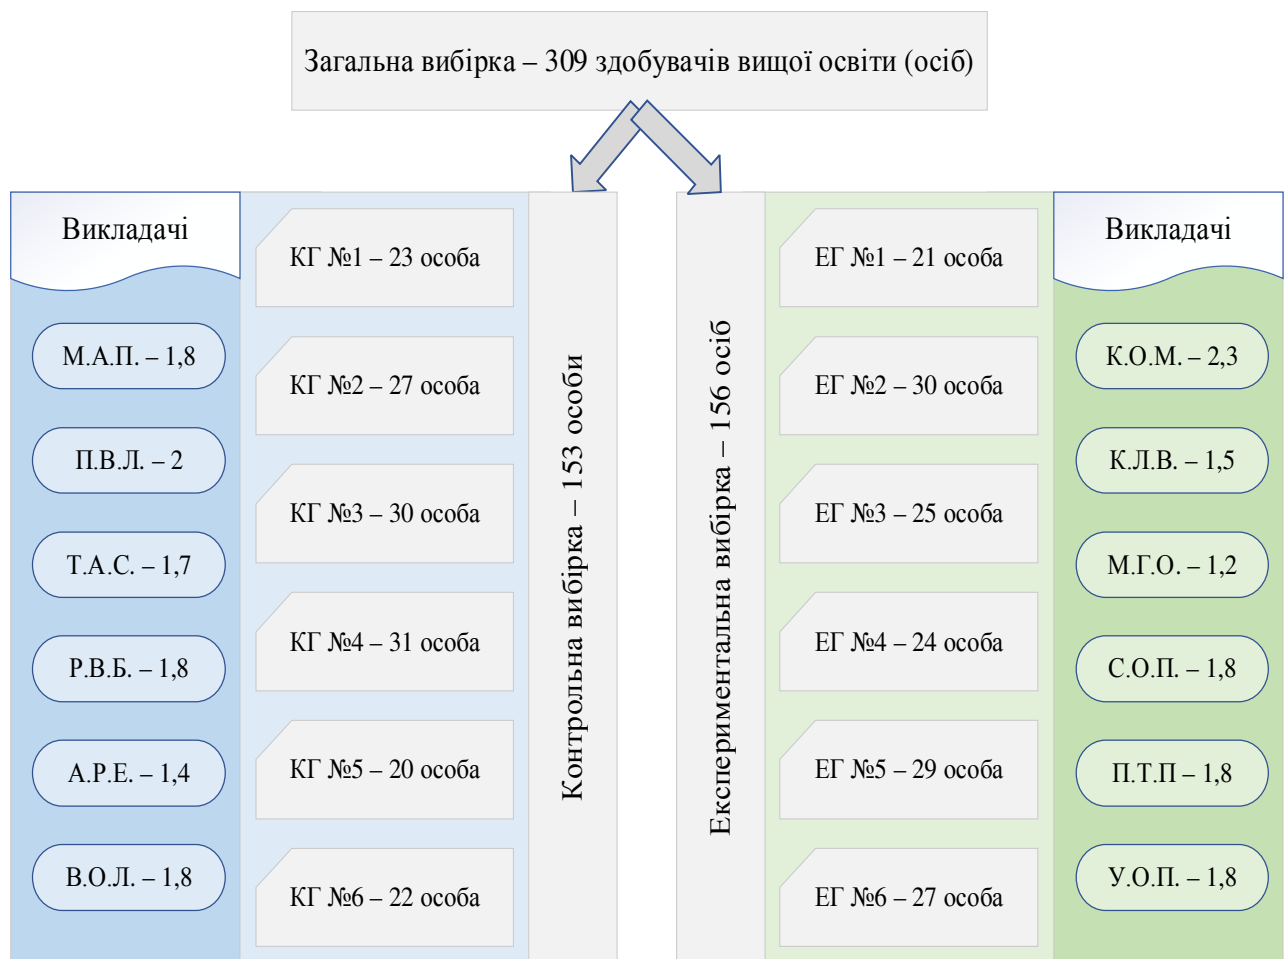 Загальна вибірка – 309 здобувачів вищої освіти (осіб)
Викладачі
М.А.П. – 1,8
П.В.Л. – 2
Т.А.С. – 1,7
Р.В.Б. – 1,8
А.Р.Е. – 1,4
В.О.Л. – 1,8
КГ №1 – 23 особа
КГ №2 – 27 особа
КГ №3 – 30 особа
КГ №4 – 31 особа
КГ №5 – 20 особа
КГ №6 – 22 особа
Контрольна вибірка – 153 особи
Експериментальна вибірка – 156 осіб
ЕГ №1 – 21 особа
ЕГ №2 – 30 особа
ЕГ №3 – 25 особа
ЕГ №4 – 24 особа
ЕГ №5 – 29 особа
ЕГ №6 – 27 особа
Викладачі
К.О.М. – 2,3
К.Л.В. – 1,5
М.Г.О. – 1,2
С.О.П. – 1,8
П.Т.П – 1,8
У.О.П. – 1,8